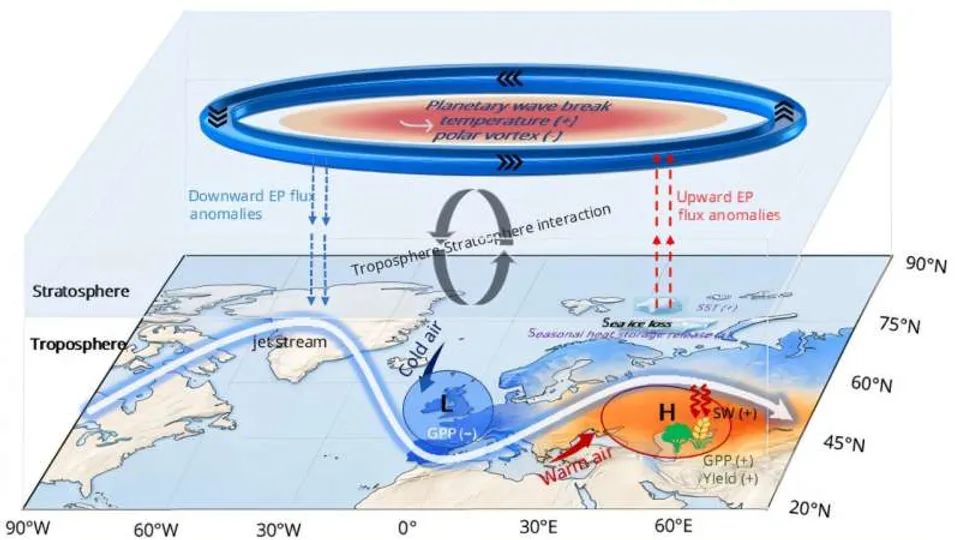 Planetary wave break
temperature (+)
polar vortex (-)
Downward EP flux
anomalies
Upward EP
flux anomalies
Troposphere-Stratosphere interaction
90°N
Stratosphere
SST (+)
Sea ice loss
75°N
Seasonal heat storage release
Troposphere
jet stream
Cold air
60°N
L
H
SW (+)
GPP (−)
45°N
Warm air
GPP (+)
Yield (+)
20°N
90°W
60°W
30°W
0°
30°E
60°E